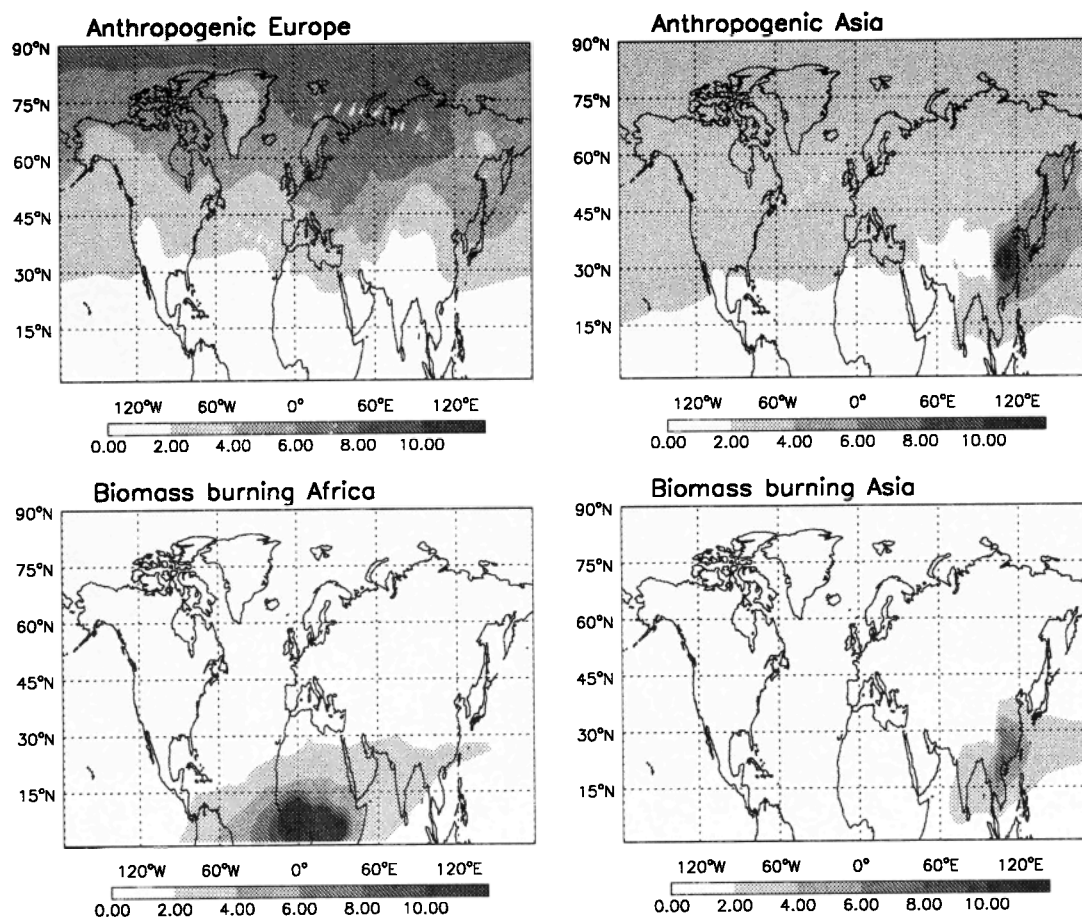 Anthropogenic Europe
90°N
75°N
60°N
45°N
30°N
15°N
120°W 60°W 0° 60°E 120°E
0.00 2.00 4.00 6.00 8.00 10.00
Anthropogenic Asia
90°N
75°N
60°N
45°N
30°N
15°N
120°W 60°W 0° 60°E 120°E
0.00 2.00 4.00 6.00 8.00 10.00
Biomass burning Africa
90°N
75°N
60°N
45°N
30°N
15°N
120°W 60°W 0° 60°E 120°E
0.00 2.00 4.00 6.00 8.00 10.00
Biomass burning Asia
90°N
75°N
60°N
45°N
30°N
15°N
120°W 60°W 0° 60°E 120°E
0.00 2.00 4.00 6.00 8.00 10.00